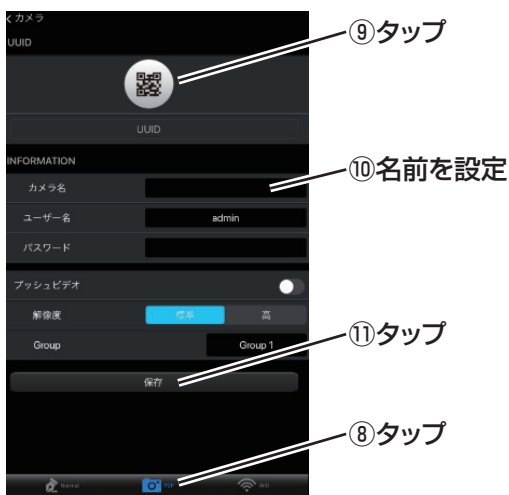 く カメラ
UUID
⑨タップ
UUID
INFORMATION
カメラ名
⑩名前を設定
ユーザー名 admin
パスワード
プッシュビデオ
解像度 標準 高
Group Group 1
⑪タップ
保存
⑧タップ
Normal P2P Wifi